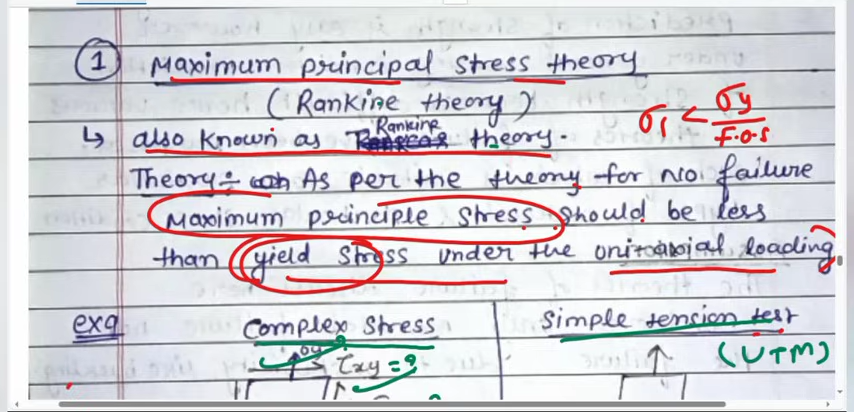 ① Maximum principal Stress theory
(Rankine theory)
σ₁ < σy / F.O.S
↳ also known as Rankine theory.
Theory:- As per the theory for no failure
Maximum principle Stress should be less
than yield Stress under the uniaxial loading
exa Complex Stress Simple tension test
(UTM)
σy τxy = ?